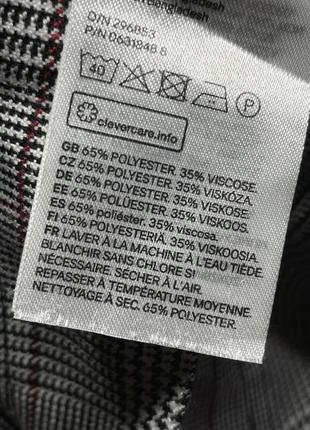 Bangladesh
O/N 296853
P/N 0631848 8
40
P
clevercare.info
GB 65% POLYESTER. 35% VISCOSE.
CZ 65% POLYESTER. 35% VISKÓZA.
DE 65% POLYESTER. 35% VISKOSE.
EE 65% POLÜESTER. 35% VISKOOS.
ES 65% poliéster. 35% viscosa.
FI 65% POLYESTERIÄ. 35% VISKOOSIA.
FR LAVER À LA MACHINE À L'EAU TIÈDE.
BLANCHIR SANS CHLORE SI
NÉCESSAIRE. SÉCHER À L'AIR.
REPASSER À TEMPÉRATURE MOYENNE.
NETTOYAGE À SEC. 65% POLYESTER.